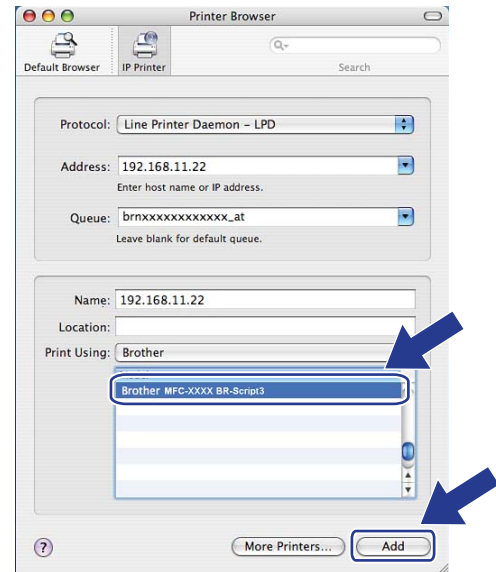 Printer Browser
Default Browser
IP Printer
Q-
Search
Protocol: Line Printer Daemon – LPD
Address: 192.168.11.22
Enter host name or IP address.
Queue: brnxxxxxxxxxxxx_at
Leave blank for default queue.
Name: 192.168.11.22
Location:
Print Using: Brother
Brother MFC-XXXX BR-Script3
?
More Printers...
Add